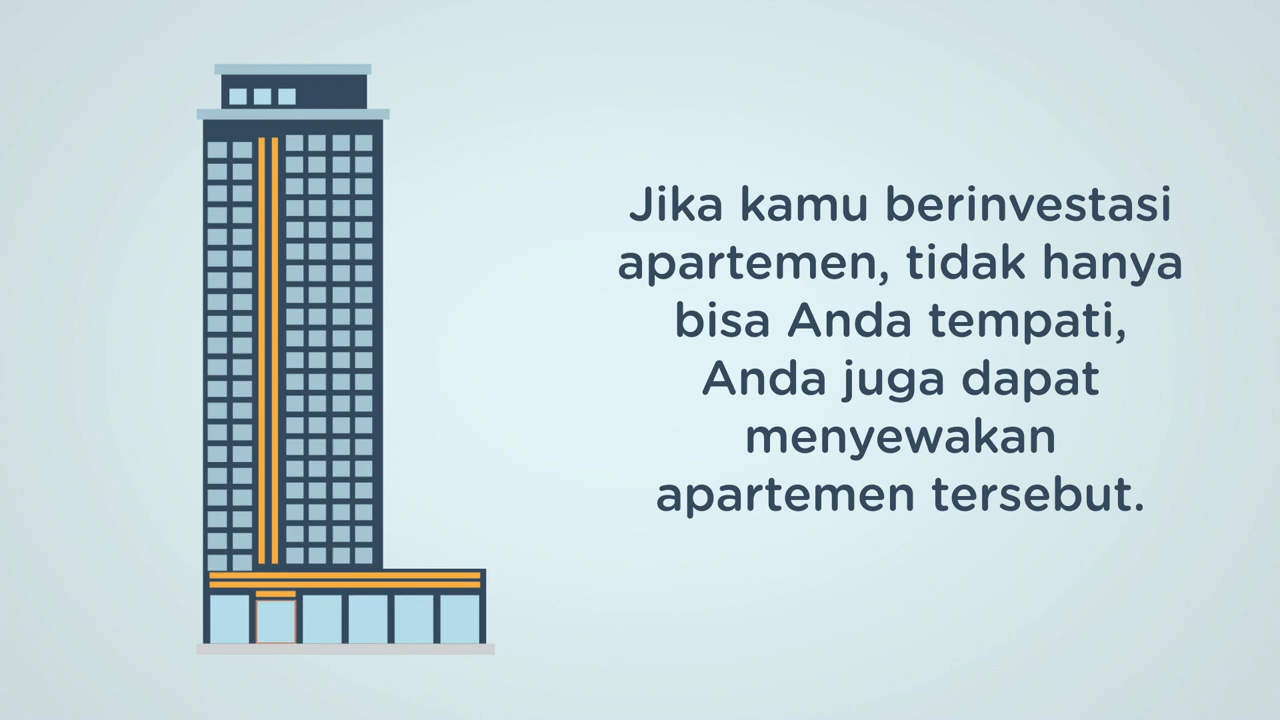 Jika kamu berinvestasi
apartemen, tidak hanya
bisa Anda tempati,
Anda juga dapat
menyewakan
apartemen tersebut.